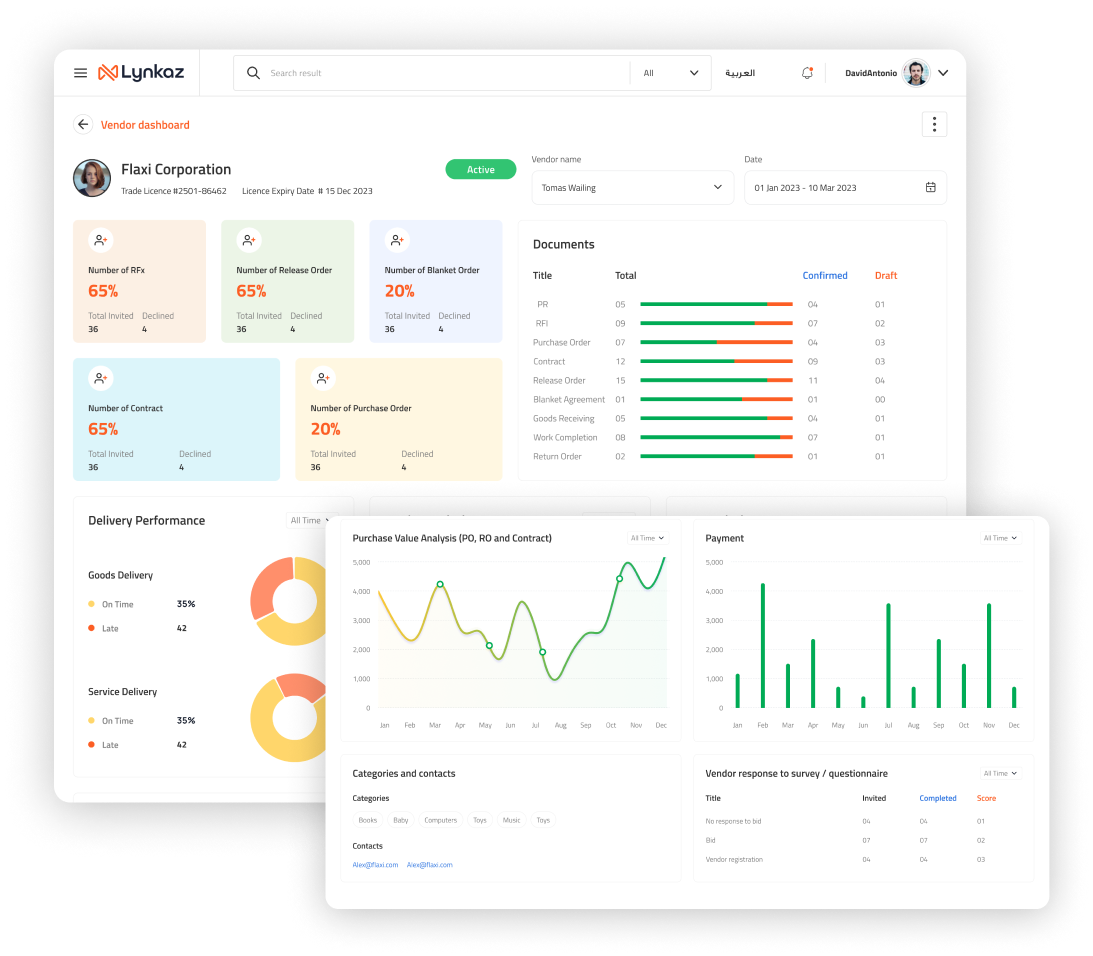 Lynkaz
Search result
All
العربية
DavidAntonio
Vendor dashboard
Flaxi Corporation
Trade Licence #2501-86462 Licence Expiry Date # 15 Dec 2023
Active
Vendor name
Tomas Wailing
Date
01 Jan 2023 - 10 Mar 2023
Number of RFx
65%
Total Invited Declined
36 4
Number of Release Order
65%
Total Invited Declined
36 4
Number of Blanket Order
20%
Total Invited Declined
36 4
Number of Contract
65%
Total Invited Declined
36 4
Number of Purchase Order
20%
Total Invited Declined
36 4
Documents
Title Total Confirmed Draft
PR 05 04 01
RFI 09 07 02
Purchase Order 07 04 03
Contract 12 09 03
Release Order 15 11 04
Blanket Agreement 01 01 00
Goods Receiving 05 04 01
Work Completion 08 07 01
Return Order 02 01 01
Delivery Performance
All Time
Goods Delivery
On Time 35%
Late 42
Service Delivery
On Time 35%
Late 42
Purchase Value Analysis (PO, RO and Contract)
All Time
5,000
4,000
3,000
2,000
1,000
0
Jan Feb Mar Apr May Jun Jul Aug Sep Oct Nov Dec
Payment
All Time
5,000
4,000
3,000
2,000
1,000
0
Jan Feb Mar Apr May Jun Jul Aug Sep Oct Nov Dec
Categories and contacts
Categories
Books Baby Computers Toys Music Toys
Contacts
Alex@flaxi.com Alex@flaxi.com
Vendor response to survey / questionnaire
All Time
Title Invited Completed Score
No response to bid 04 04 01
Bid 07 07 02
Vendor registration 04 04 03